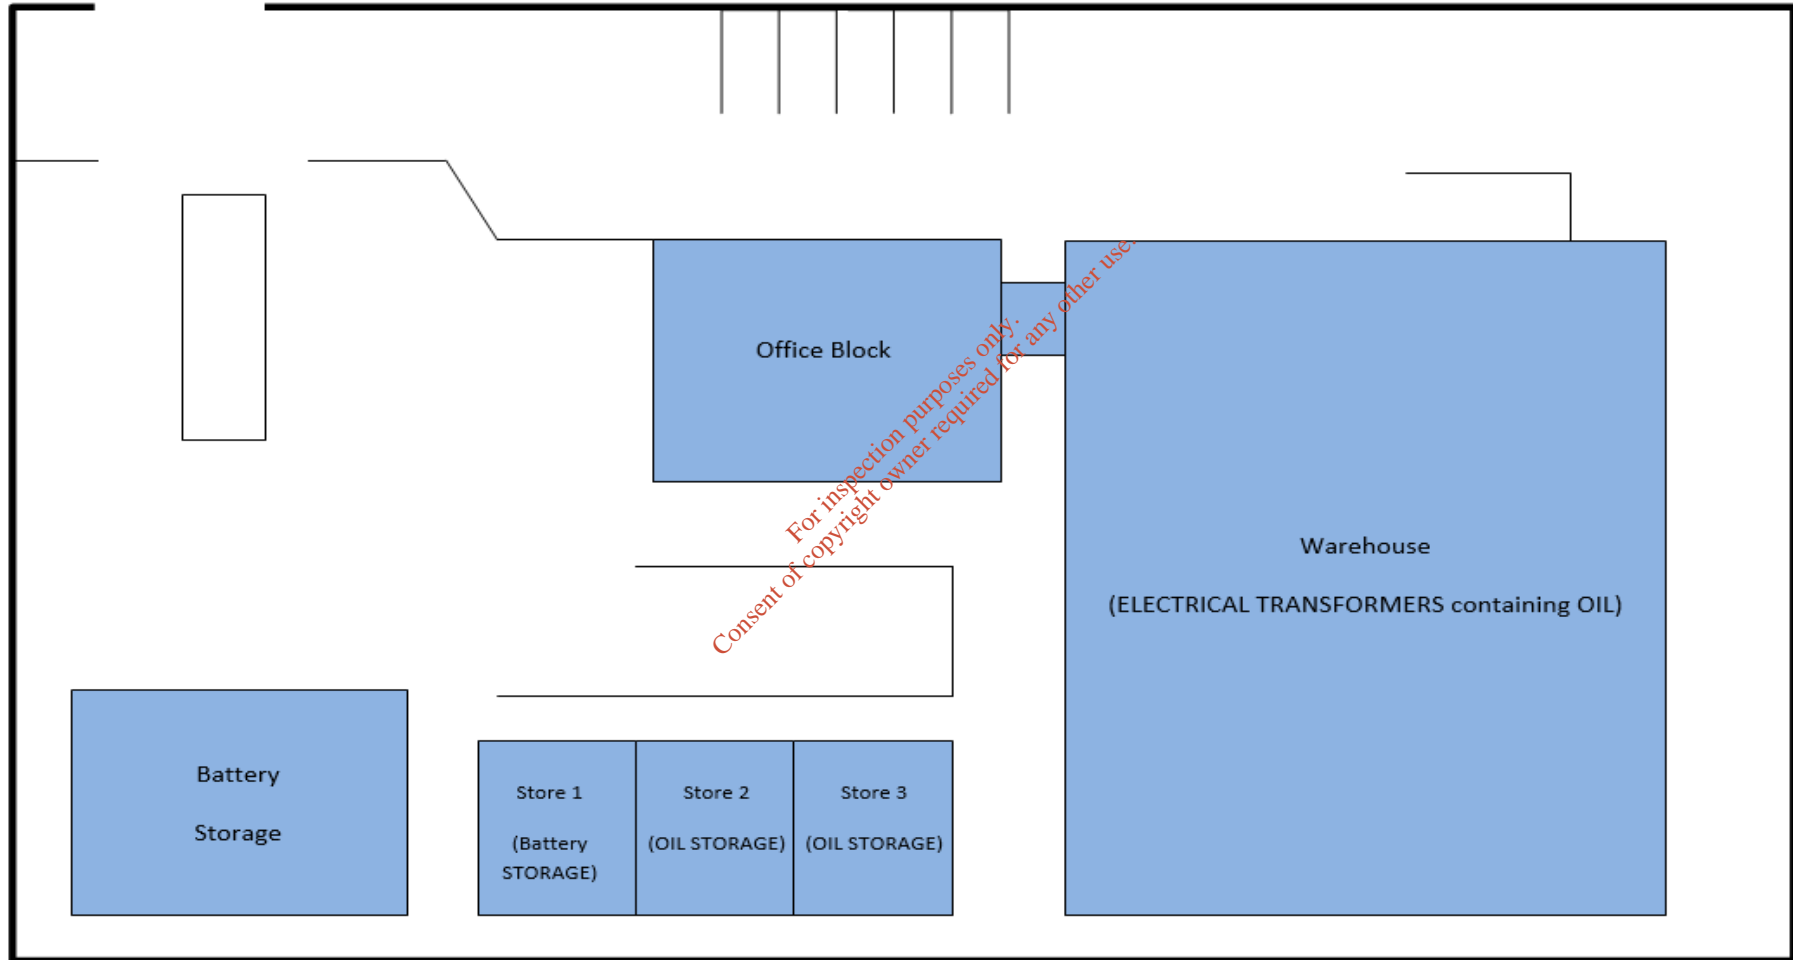 Office Block
For inspection purposes only.
Consent of copyright owner required for any other use.
Warehouse
(ELECTRICAL TRANSFORMERS containing OIL)
Battery
Storage
Store 1
(Battery
STORAGE)
Store 2
(OIL STORAGE)
Store 3
(OIL STORAGE)